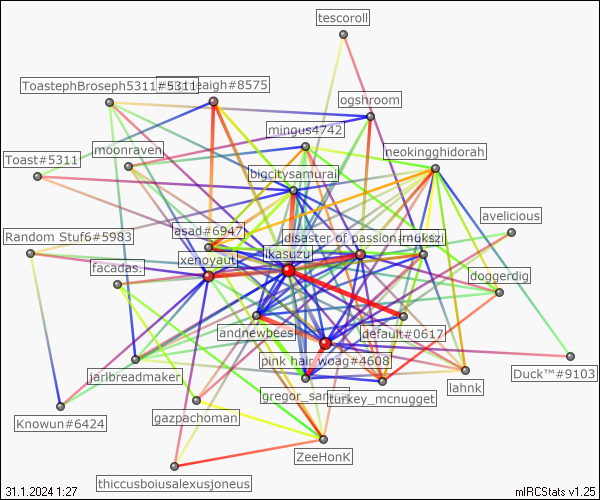 tescoroll
ToastephBroseph5311#5311
eaigh#8575
ogshroom
mingus4742
moonraven
neokingghidorah
Toast#5311
bigcitysamurai
avelicious
Random Stuf6#5983
asad#6947
disaster of passion
mukszi
ikasuzu
xenoyaut
facadas.
doggerdig
andnewbees
default#0617
pink hair woag#4608
Duck™#9103
jarlbreadmaker
lahnk
gregor_samsa
turkey_mcnugget
Knowun#6424
gazpachoman
ZeeHonK
thiccusboiusalexusjoneus
31.1.2024 1:27
mIRCStats v1.25